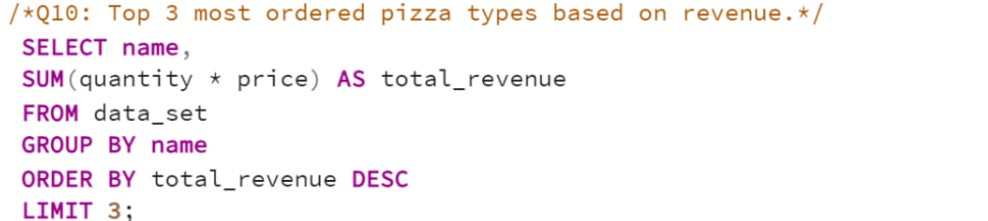 /*Q10: Top 3 most ordered pizza types based on revenue.*/
SELECT name,
SUM(quantity * price) AS total_revenue
FROM data_set
GROUP BY name
ORDER BY total_revenue DESC
LIMIT 3;